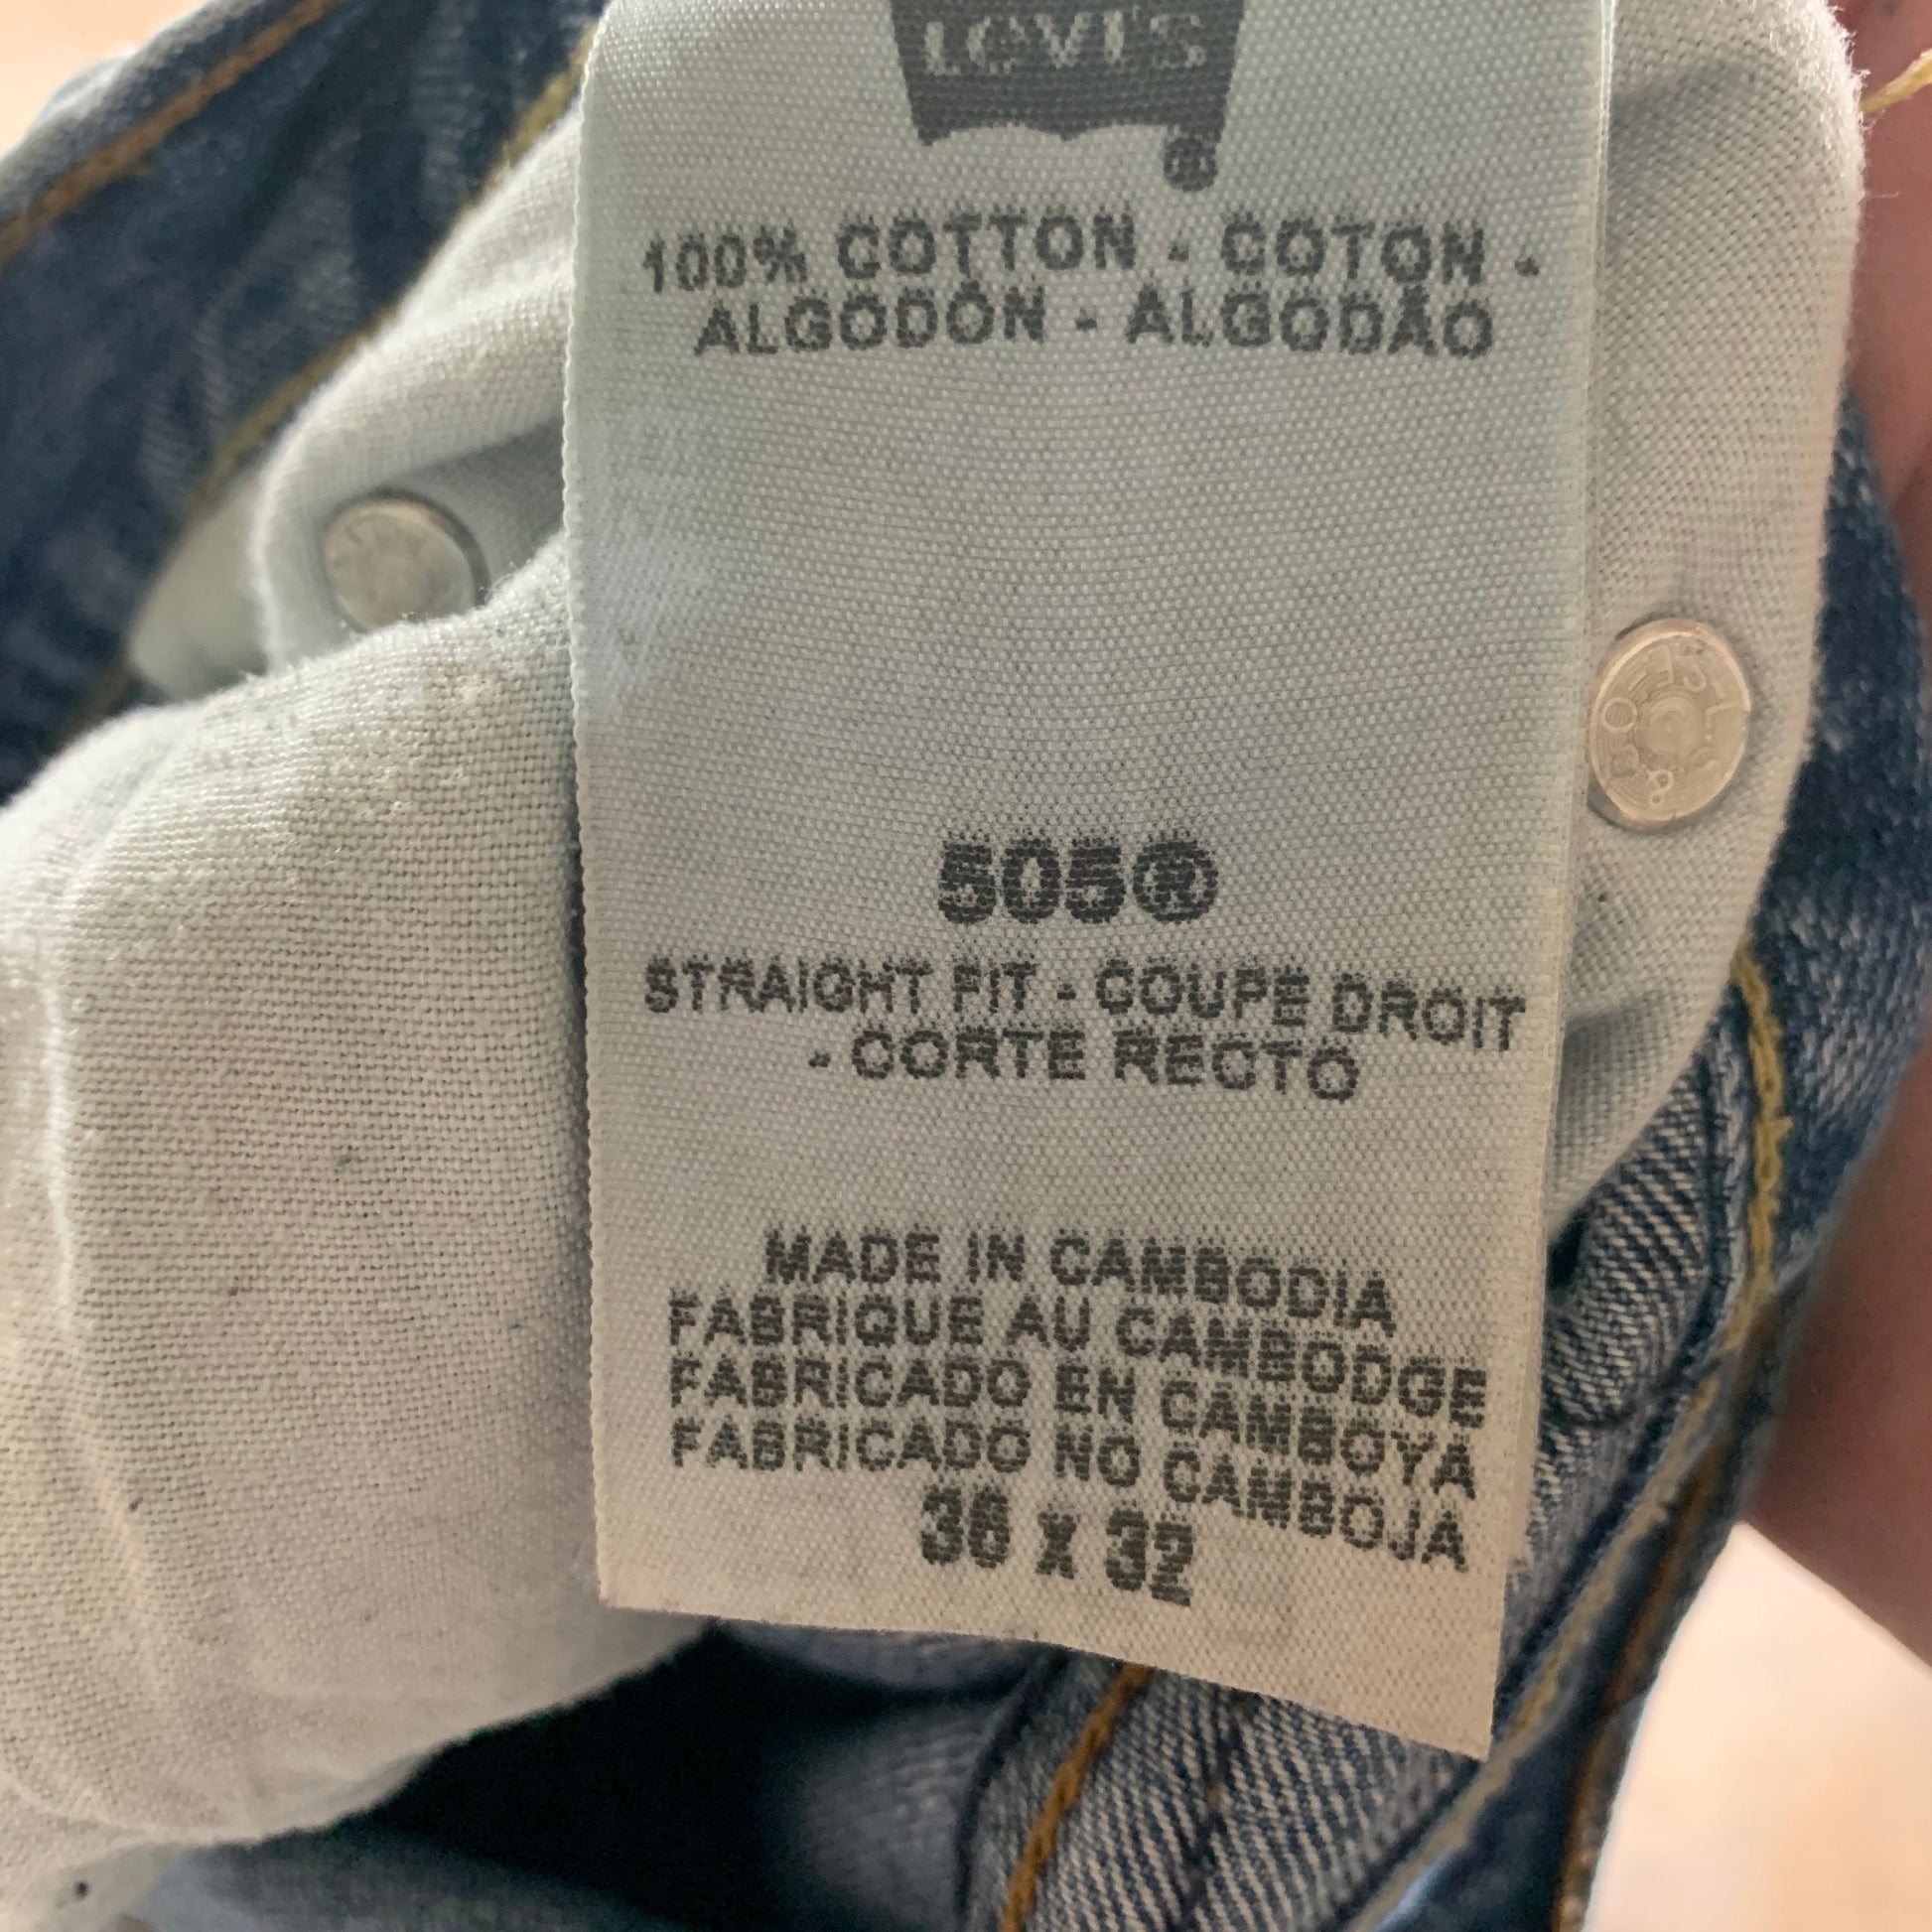 LEVI'S
®
100% COTTON - COTON -
ALGODÓN - ALGODÃO
505®
STRAIGHT FIT - COUPE DROIT
- CORTE RECTO
MADE IN CAMBODIA
FABRIQUE AU CAMBODGE
FABRICADO EN CAMBOYA
FABRICADO NO CAMBOJA
36 X 32